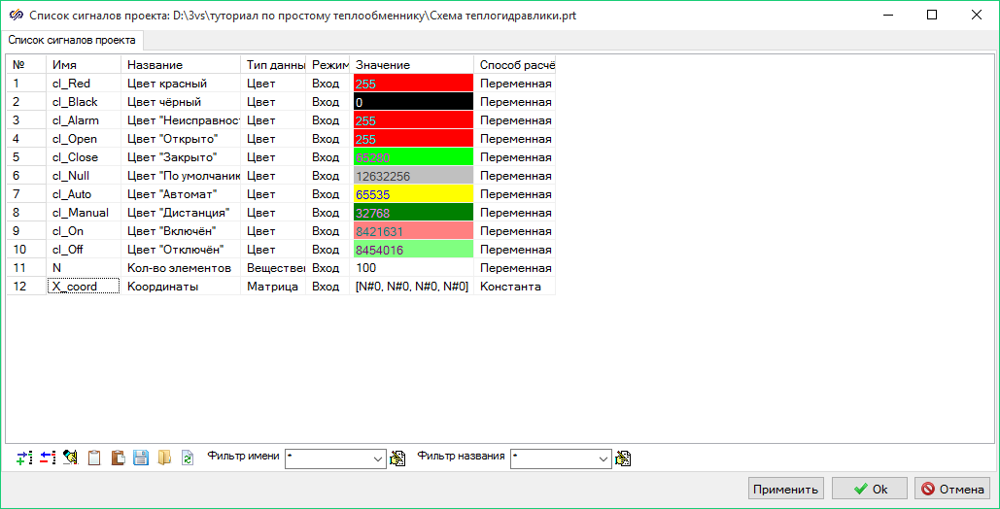 Список сигналов проекта: D:\3vs\туториал по простому теплообменнику\Схема теплогидравлики.prt
Список сигналов проекта
№ Имя Название Тип данны Режим Значение Способ расчё
1 cl_Red Цвет красный Цвет Вход 255 Переменная
2 cl_Black Цвет чёрный Цвет Вход 0 Переменная
3 cl_Alarm Цвет "Неисправност Цвет Вход 255 Переменная
4 cl_Open Цвет "Открыто" Цвет Вход 255 Переменная
5 cl_Close Цвет "Закрыто" Цвет Вход 65280 Переменная
6 cl_Null Цвет "По умолчанию Цвет Вход 12632256 Переменная
7 cl_Auto Цвет "Автомат" Цвет Вход 65535 Переменная
8 cl_Manual Цвет "Дистанция" Цвет Вход 32768 Переменная
9 cl_On Цвет "Включён" Цвет Вход 8421631 Переменная
10 cl_Off Цвет "Отключён" Цвет Вход 8454016 Переменная
11 N Кол-во элементов Веществен Вход 100 Переменная
12 X_coord Координаты Матрица Вход [N#0, N#0, N#0, N#0] Константа
Фильтр имени * Фильтр названия *
Применить Ok Отмена